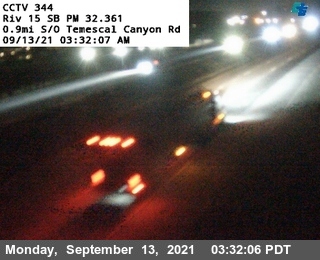 CCTV 344
Riv 15 SB PM 32.361
0.9mi S/O Temescal Canyon Rd
09/13/21 03:32:07 AM
Monday, September 13, 2021 03:32:06 PDT